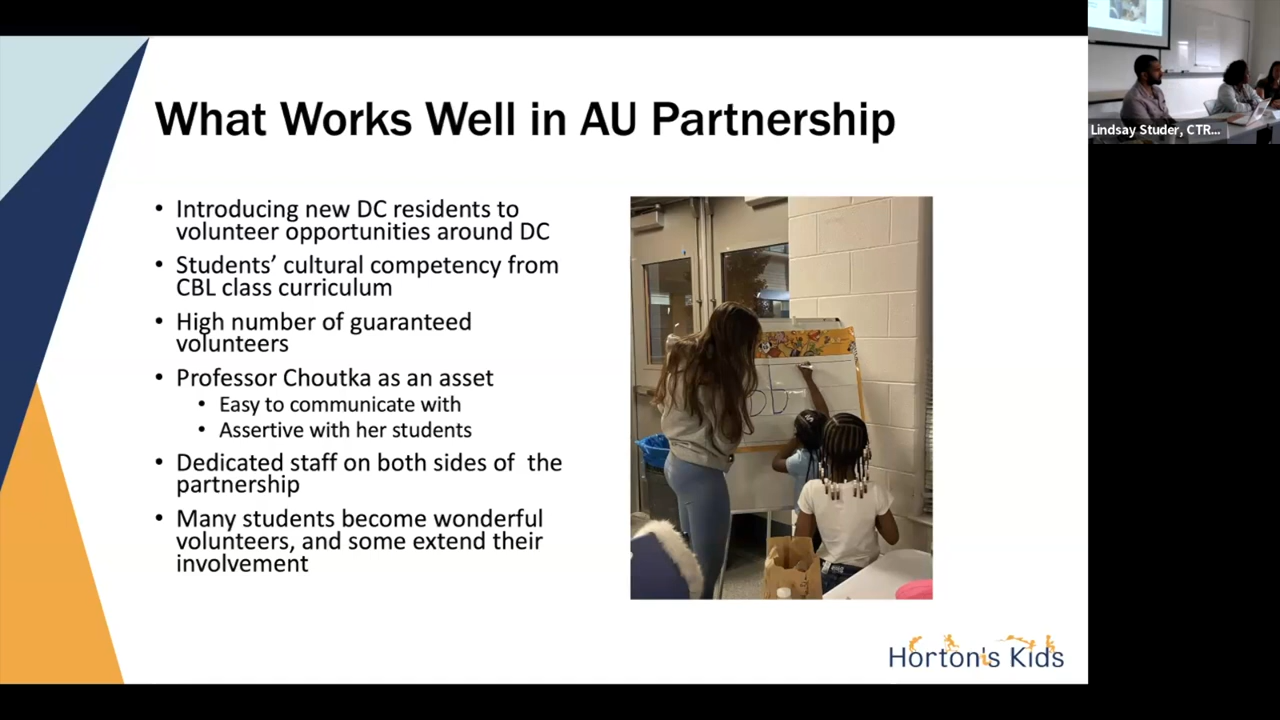 What Works Well in AU Partnership
• Introducing new DC residents to
volunteer opportunities around DC
• Students’ cultural competency from
CBL class curriculum
• High number of guaranteed
volunteers
• Professor Choutka as an asset
• Easy to communicate with
• Assertive with her students
• Dedicated staff on both sides of the
partnership
• Many students become wonderful
volunteers, and some extend their
involvement
Horton's Kids
Lindsay Studer, CTR...